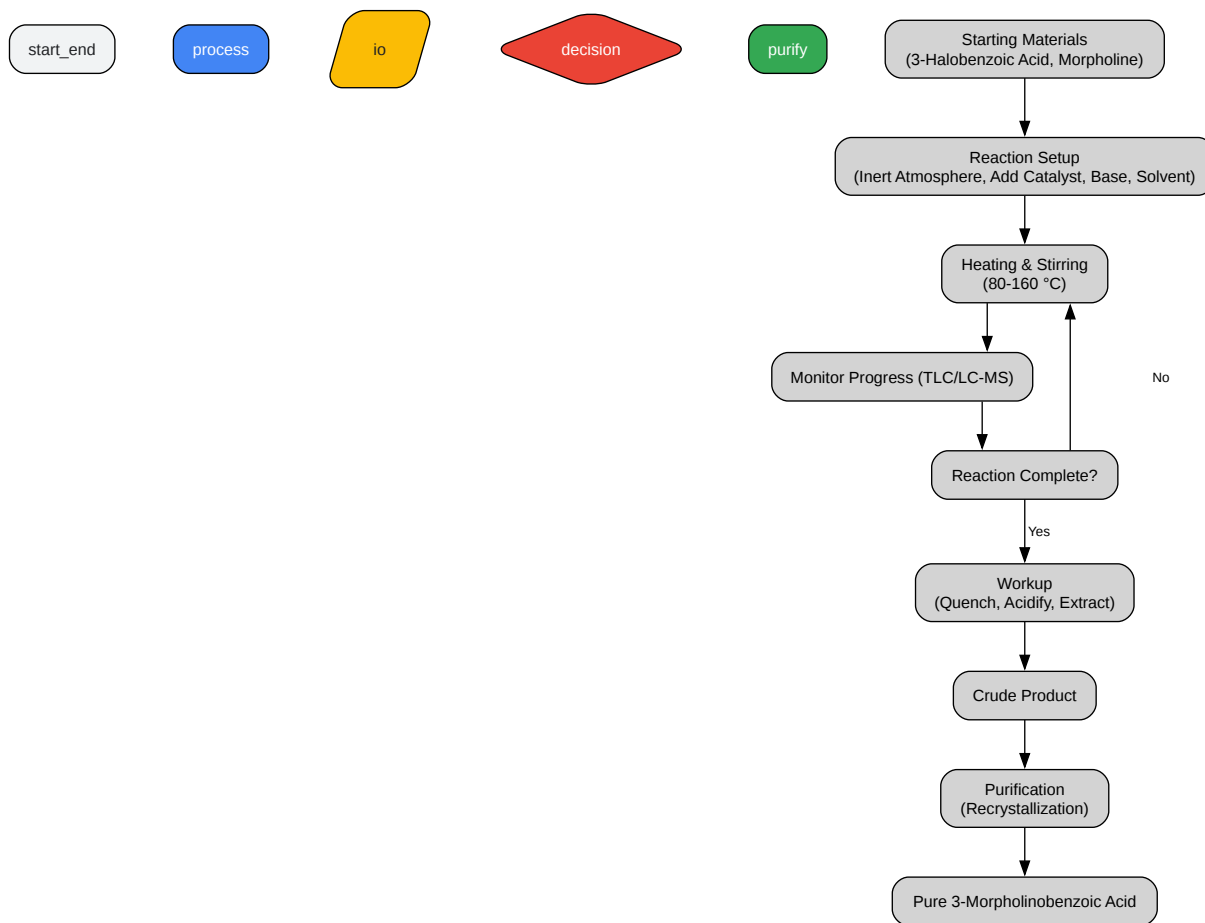 start_end
process
io
decision
purify
Starting Materials
(3-Halobenzoic Acid, Morpholine)
Reaction Setup
(Inert Atmosphere, Add Catalyst, Base, Solvent)
Heating & Stirring
(80-160 °C)
Monitor Progress (TLC/LC-MS)
No
Reaction Complete?
Yes
Workup
(Quench, Acidify, Extract)
Crude Product
Purification
(Recrystallization)
Pure 3-Morpholinobenzoic Acid